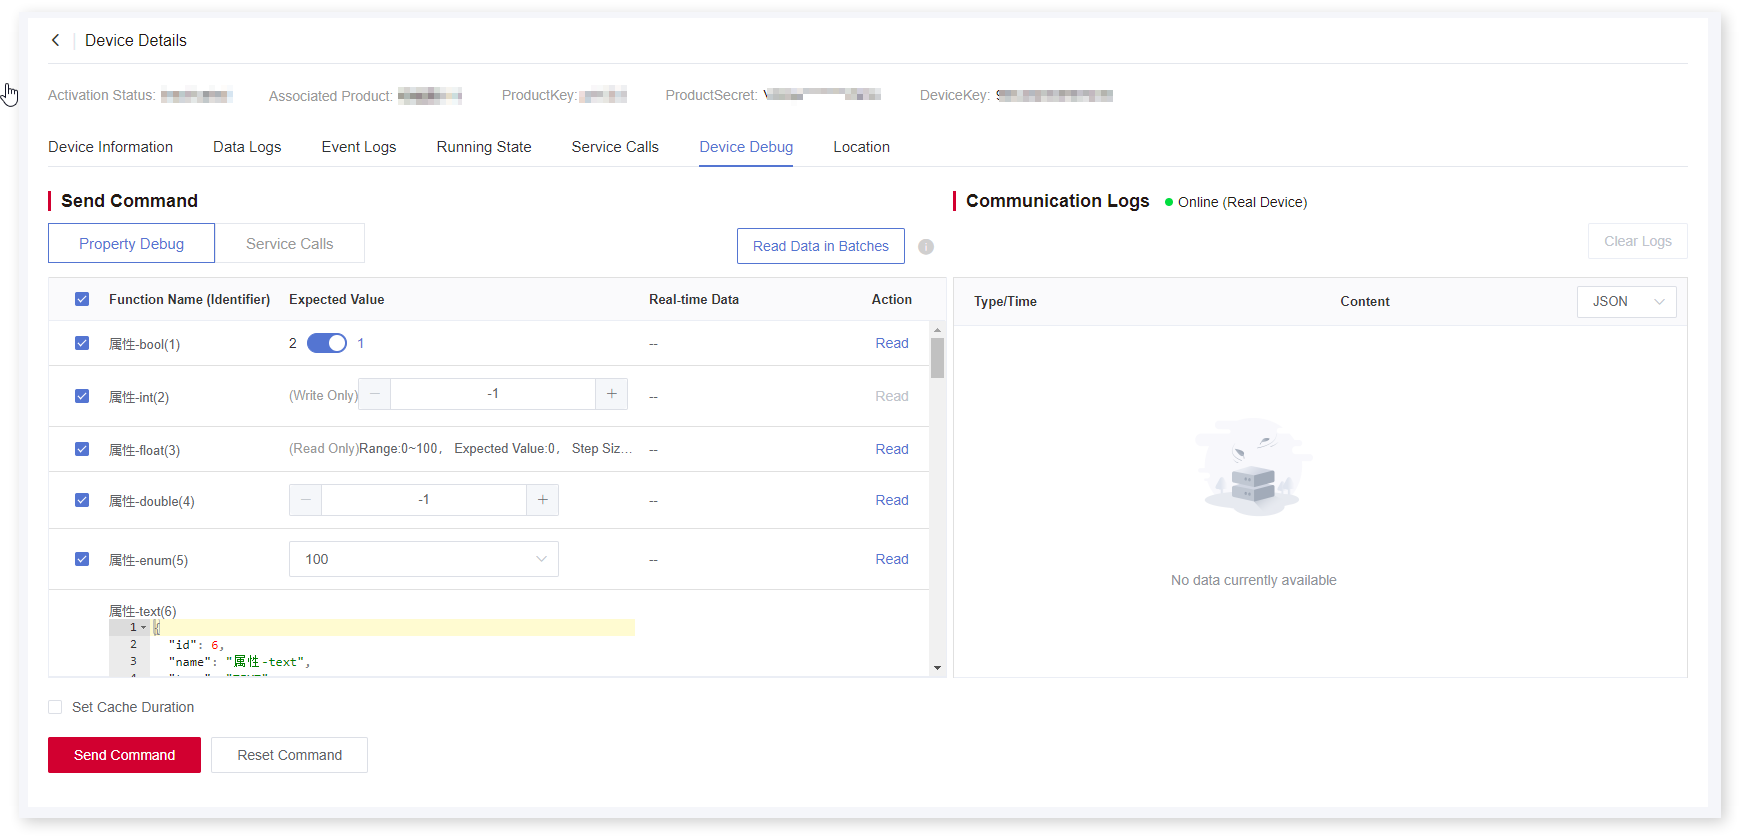 Device Details
Activation Status: Associated Product: ProductKey: ProductSecret: DeviceKey:
Device Information Data Logs Event Logs Running State Service Calls Device Debug Location
Send Command
Communication Logs Online (Real Device)
Property Debug Service Calls Read Data in Batches Clear Logs
Function Name (Identifier) Expected Value Real-time Data Action
Type/Time Content JSON
属性-bool(1) 2 1 -- Read
属性-int(2) (Write Only) -1 -- Read
属性-float(3) (Read Only)Range:0~100， Expected Value:0， Step Siz... -- Read
属性-double(4) -1 -- Read
属性-enum(5) 100 -- Read
属性-text(6)
1 {
2 "id": 6,
3 "name": "属性-text",
No data currently available
Set Cache Duration
Send Command Reset Command